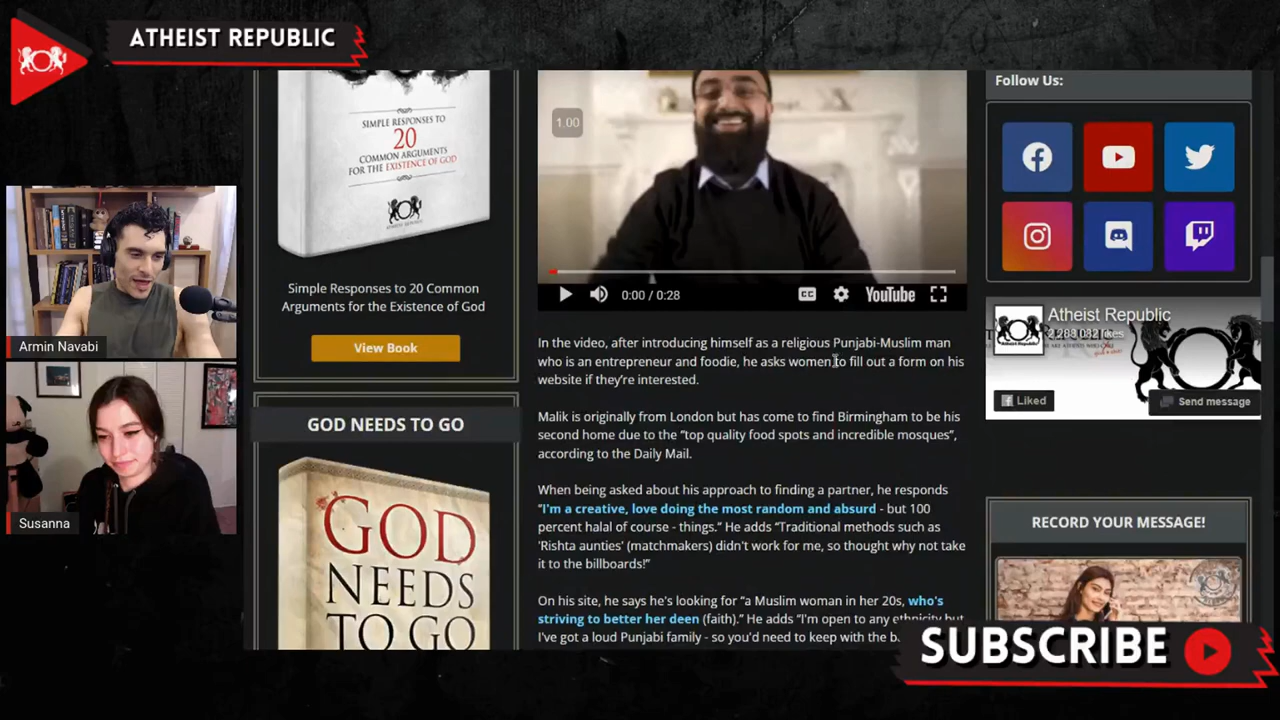 ATHEIST REPUBLIC
SIMPLE RESPONSES TO
20
COMMON ARGUMENTS
FOR THE EXISTENCE OF GOD
Simple Responses to 20 Common
Arguments for the Existence of God
View Book
GOD NEEDS TO GO
GOD
NEEDS
TO GO
Armin Navabi
Susanna
1.00
0:00 / 0:28
CC
YouTube
In the video, after introducing himself as a religious Punjabi-Muslim man
who is an entrepreneur and foodie, he asks women to fill out a form on his
website if they're interested.
Malik is originally from London but has come to find Birmingham to be his
second home due to the “top quality food spots and incredible mosques”,
according to the Daily Mail.
When being asked about his approach to finding a partner, he responds
“I'm a creative, love doing the most random and absurd - but 100
percent halal of course - things.” He adds “Traditional methods such as
'Rishta aunties' (matchmakers) didn't work for me, so thought why not take
it to the billboards!”
On his site, he says he's looking for “a Muslim woman in her 20s, who's
striving to better her deen (faith).” He adds “I'm open to any ethnicity but
I've got a loud Punjabi family - so you'd need to keep with the b
Follow Us:
Atheist Republic
2,288,082 likes
Liked
Send message
RECORD YOUR MESSAGE!
SUBSCRIBE